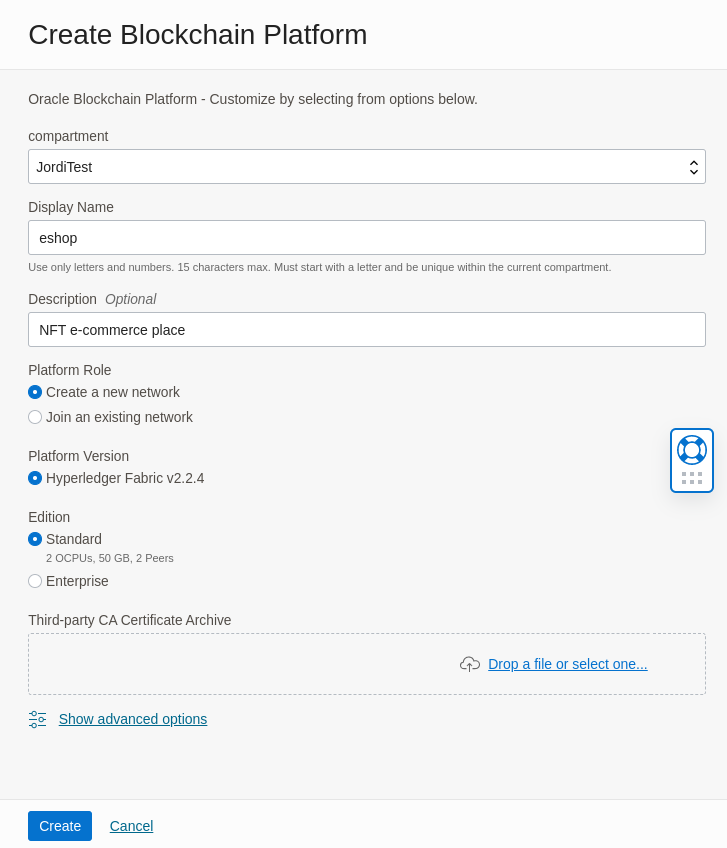 Create Blockchain Platform
Oracle Blockchain Platform - Customize by selecting from options below.
compartment
JordiTest
Display Name
eshop
Use only letters and numbers. 15 characters max. Must start with a letter and be unique within the current compartment.
Description Optional
NFT e-commerce place
Platform Role
Create a new network
Join an existing network
Platform Version
Hyperledger Fabric v2.2.4
Edition
Standard
2 OCPUs, 50 GB, 2 Peers
Enterprise
Third-party CA Certificate Archive
Drop a file or select one...
Show advanced options
Create Cancel